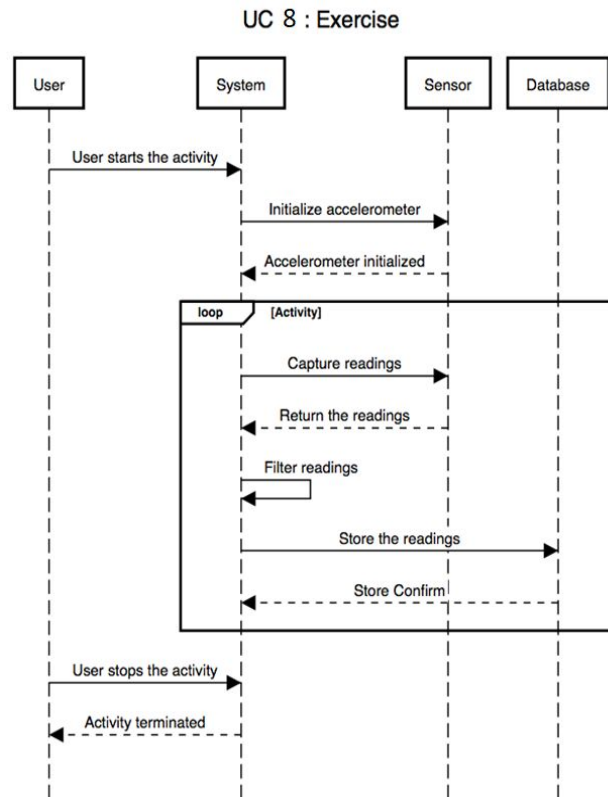 UC 8 : Exercise
User
System
Sensor
Database
User starts the activity
Initialize accelerometer
Accelerometer initialized
loop
[Activity]
Capture readings
Return the readings
Filter readings
Store the readings
Store Confirm
User stops the activity
Activity terminated